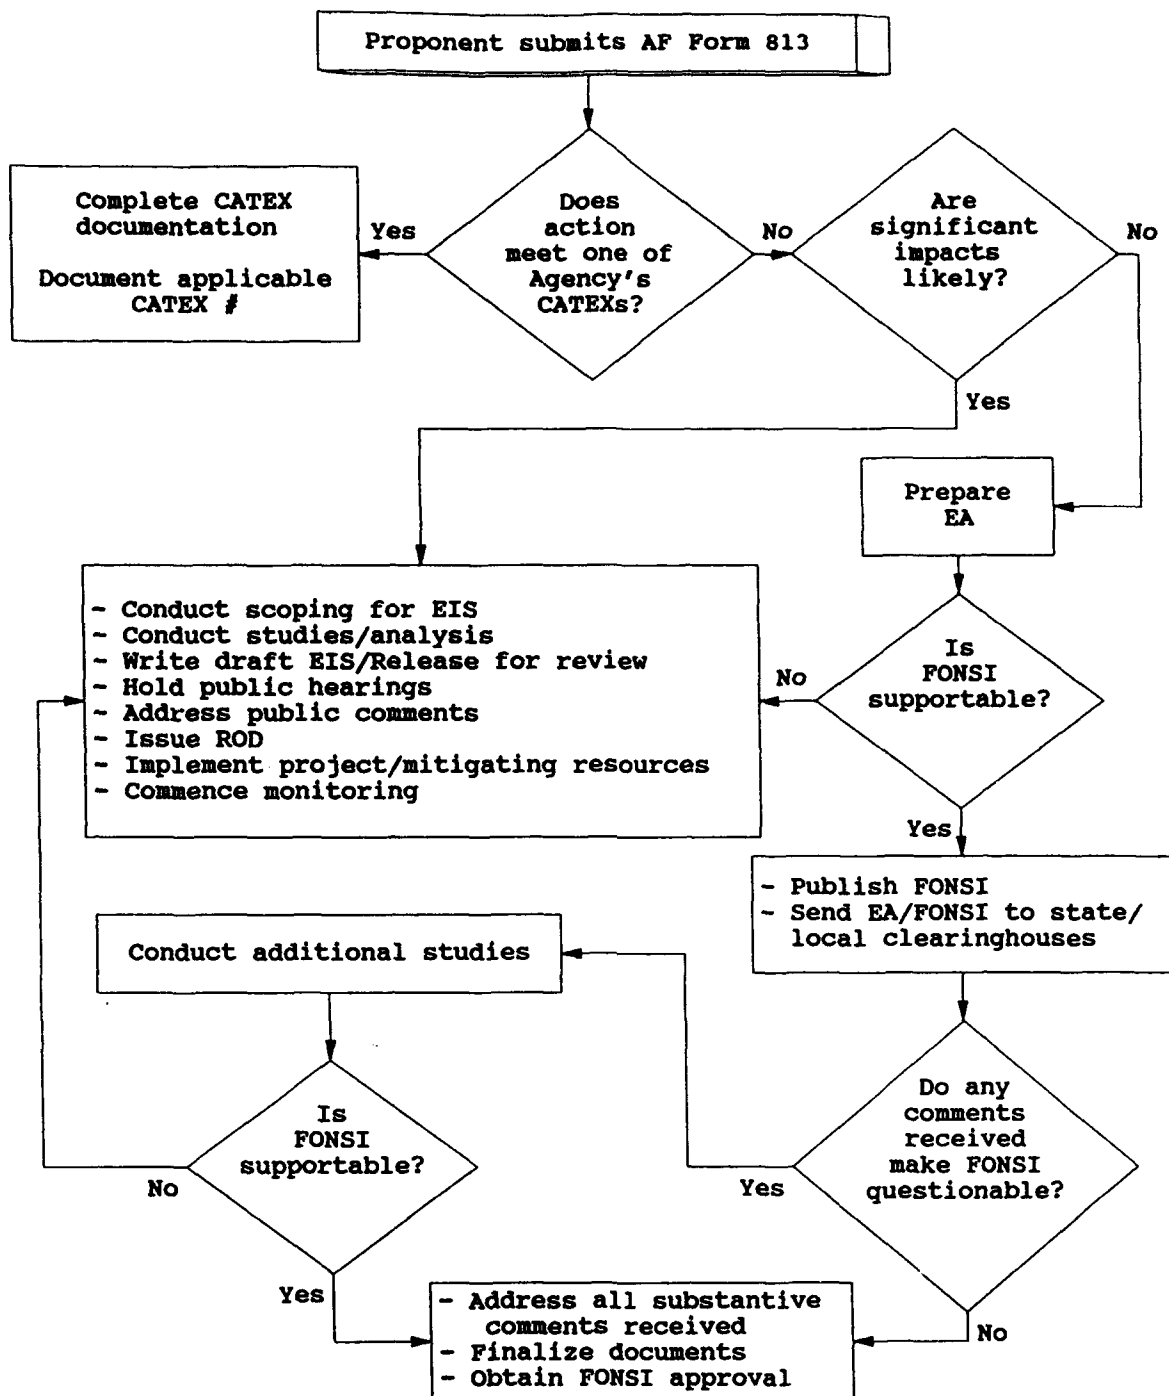 Proponent submits AF Form 813
Complete CATEX
documentation
Document applicable
CATEX #
Yes
Does
action
meet one of
Agency's
CATEXs?
No
Are
significant
impacts
likely?
No
Yes
Prepare
EA
- Conduct scoping for EIS
- Conduct studies/analysis
- Write draft EIS/Release for review
- Hold public hearings
- Address public comments
- Issue ROD
- Implement project/mitigating resources
- Commence monitoring
No
Is
FONSI
supportable?
Yes
- Publish FONSI
- Send EA/FONSI to state/
local clearinghouses
Conduct additional studies
Do any
comments
received
make FONSI
questionable?
Yes
No
Is
FONSI
supportable?
No
Yes
- Address all substantive
comments received
- Finalize documents
- Obtain FONSI approval